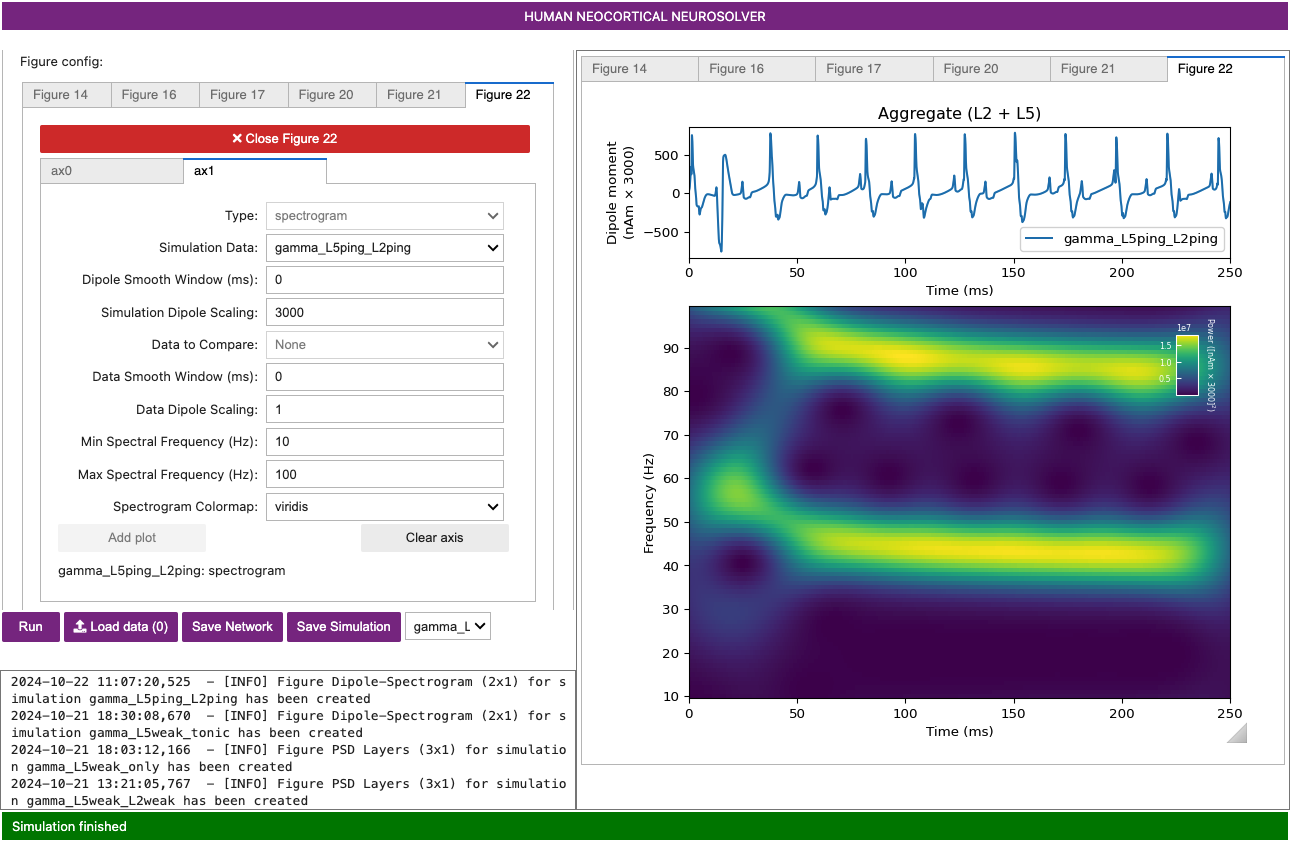 HUMAN NEOCORTICAL NEUROSOLVER
Figure config:
Figure 14
Figure 16
Figure 17
Figure 20
Figure 21
Figure 22
Close Figure 22
ax0
ax1
Type:
spectrogram
Simulation Data:
gamma_L5ping_L2ping
Dipole Smooth Window (ms):
0
Simulation Dipole Scaling:
3000
Data to Compare:
None
Data Smooth Window (ms):
0
Data Dipole Scaling:
1
Min Spectral Frequency (Hz):
10
Max Spectral Frequency (Hz):
100
Spectrogram Colormap:
viridis
Add plot
Clear axis
gamma_L5ping_L2ping: spectrogram
Run
Load data (0)
Save Network
Save Simulation
gamma_L
2024-10-22 11:07:20,525 – [INFO] Figure Dipole-Spectrogram (2x1) for s
imulation gamma_L5ping_L2ping has been created
2024-10-21 18:30:08,670 – [INFO] Figure Dipole-Spectrogram (2x1) for s
imulation gamma_L5weak_tonic has been created
2024-10-21 18:03:12,166 – [INFO] Figure PSD Layers (3x1) for simulatio
n gamma_L5weak_only has been created
2024-10-21 13:21:05,767 – [INFO] Figure PSD Layers (3x1) for simulatio
n gamma_L5weak_L2weak has been created
Figure 14
Figure 16
Figure 17
Figure 20
Figure 21
Figure 22
Aggregate (L2 + L5)
Dipole moment
(nAm × 3000)
500
0
−500
gamma_L5ping_L2ping
0
50
100
150
200
250
Time (ms)
Frequency (Hz)
90
80
70
60
50
40
30
20
10
1e7
1.5
1.0
0.5
Power ([nAm × 3000]²)
0
50
100
150
200
250
Time (ms)
Simulation finished